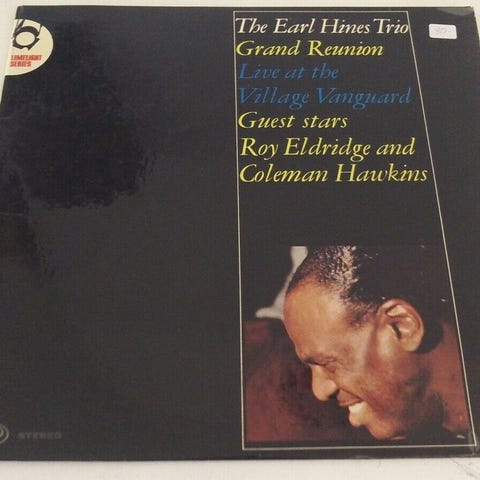 LIMELIGHT
SERIES
The Earl Hines Trio
Grand Reunion
Live at the
Village Vanguard
Guest stars
Roy Eldridge and
Coleman Hawkins
STEREO